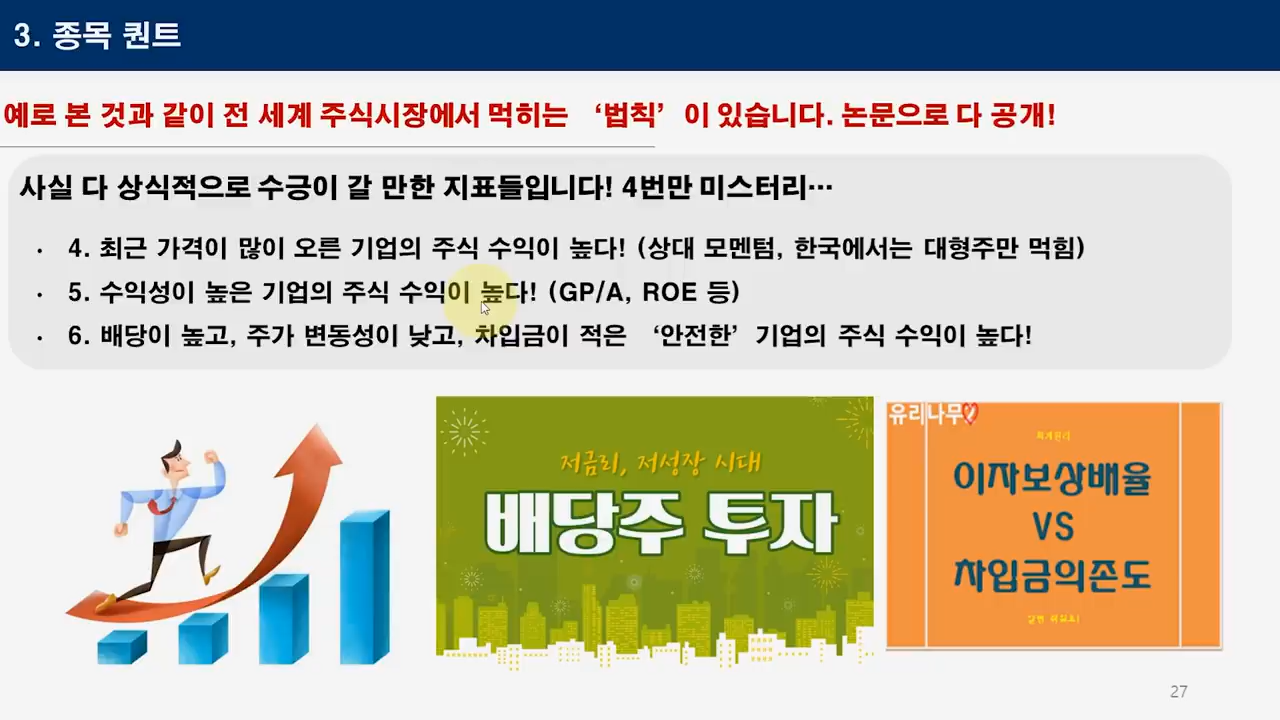 3. 종목 퀀트
예로 본 것과 같이 전 세계 주식시장에서 먹히는 ‘법칙’이 있습니다. 논문으로 다 공개!
사실 다 상식적으로 수긍이 갈 만한 지표들입니다! 4번만 미스터리…
• 4. 최근 가격이 많이 오른 기업의 주식 수익이 높다! (상대 모멘텀, 한국에서는 대형주만 먹힘)
• 5. 수익성이 높은 기업의 주식 수익이 높다! (GP/A, ROE 등)
• 6. 배당이 높고, 주가 변동성이 낮고, 차입금이 적은 ‘안전한’ 기업의 주식 수익이 높다!
저금리, 저성장 시대
배당주 투자
유리나무
회계원리
이자보상배율
VS
차입금의존도
27